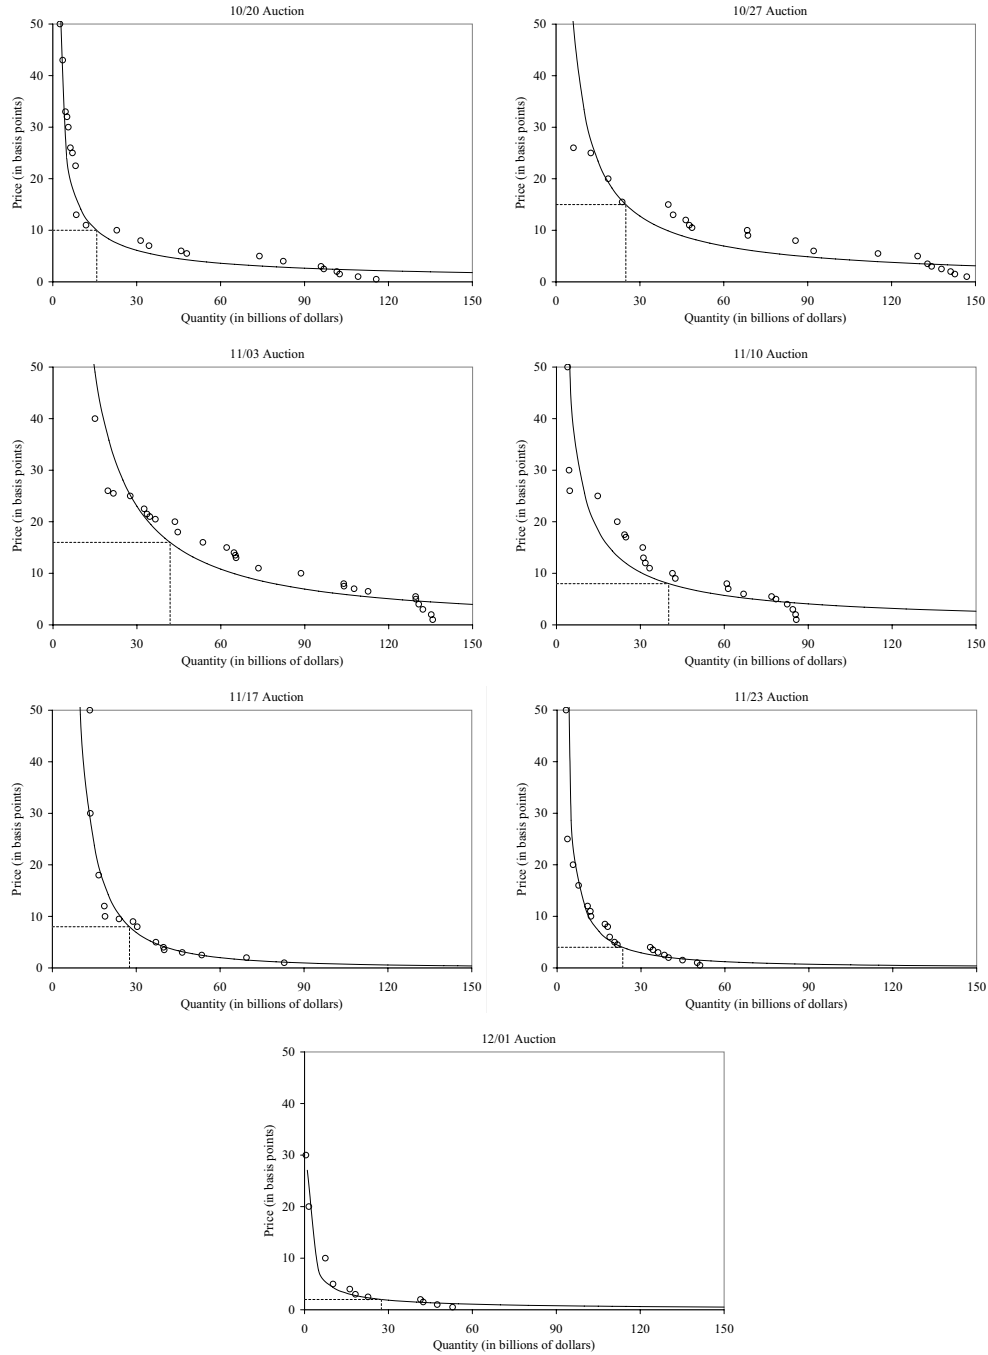 10/20 Auction
50
40
30
20
10
0
Price (in basis points)
0 30 60 90 120 150
Quantity (in billions of dollars)
10/27 Auction
50
40
30
20
10
0
Price (in basis points)
0 30 60 90 120 150
Quantity (in billions of dollars)
11/03 Auction
50
40
30
20
10
0
Price (in basis points)
0 30 60 90 120 150
Quantity (in billions of dollars)
11/10 Auction
50
40
30
20
10
0
Price (in basis points)
0 30 60 90 120 150
Quantity (in billions of dollars)
11/17 Auction
50
40
30
20
10
0
Price (in basis points)
0 30 60 90 120 150
Quantity (in billions of dollars)
11/23 Auction
50
40
30
20
10
0
Price (in basis points)
0 30 60 90 120 150
Quantity (in billions of dollars)
12/01 Auction
50
40
30
20
10
0
Price (in basis points)
0 30 60 90 120 150
Quantity (in billions of dollars)